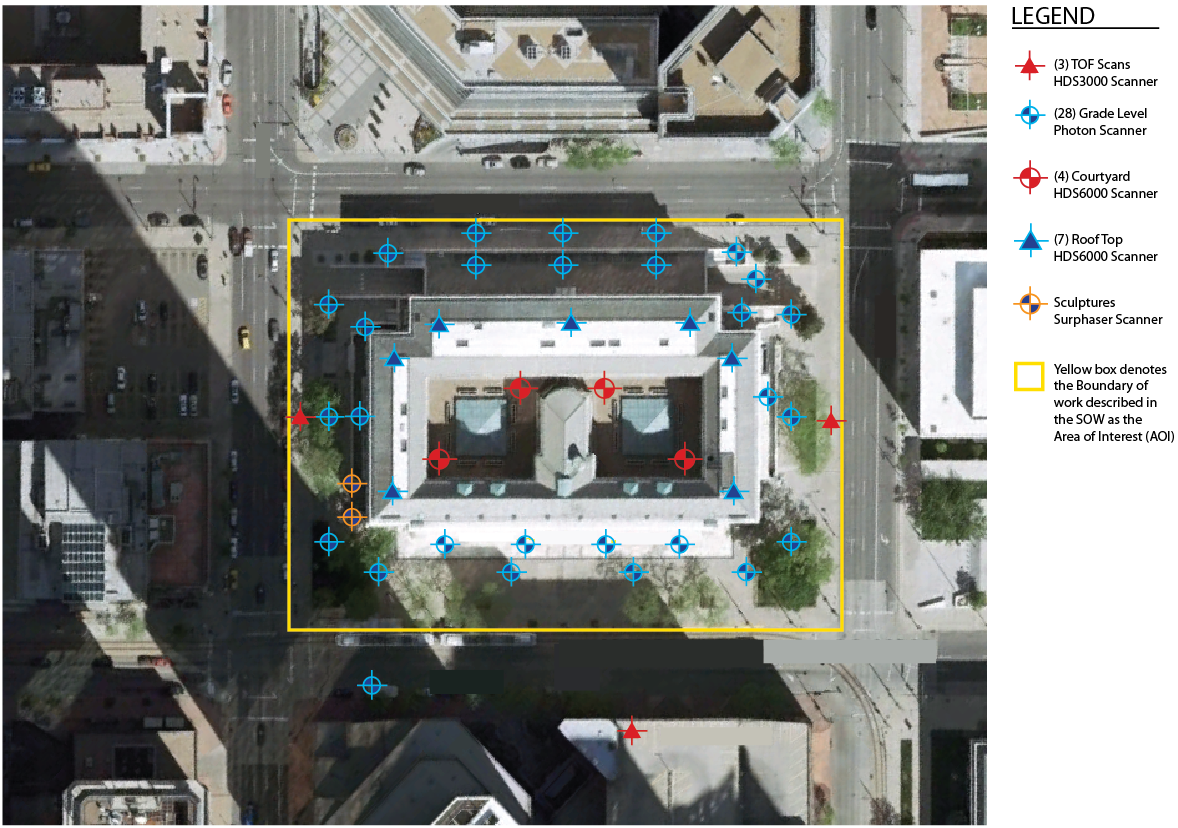 LEGEND
(3) TOF Scans
HDS3000 Scanner
(28) Grade Level
Photon Scanner
(4) Courtyard
HDS6000 Scanner
(7) Roof Top
HDS6000 Scanner
Sculptures
Surphaser Scanner
Yellow box denotes
the Boundary of
work described in
the SOW as the
Area of Interest (AOI)